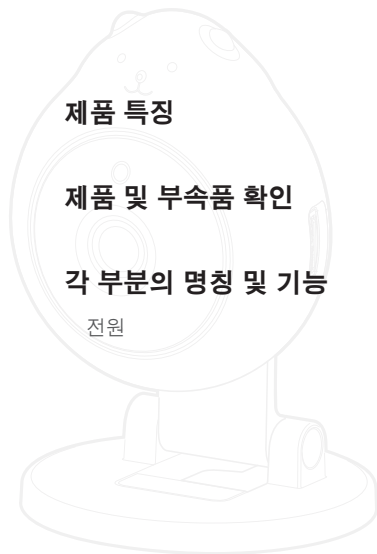 제품 특징
제품 및 부속품 확인
각 부분의 명칭 및 기능
전원